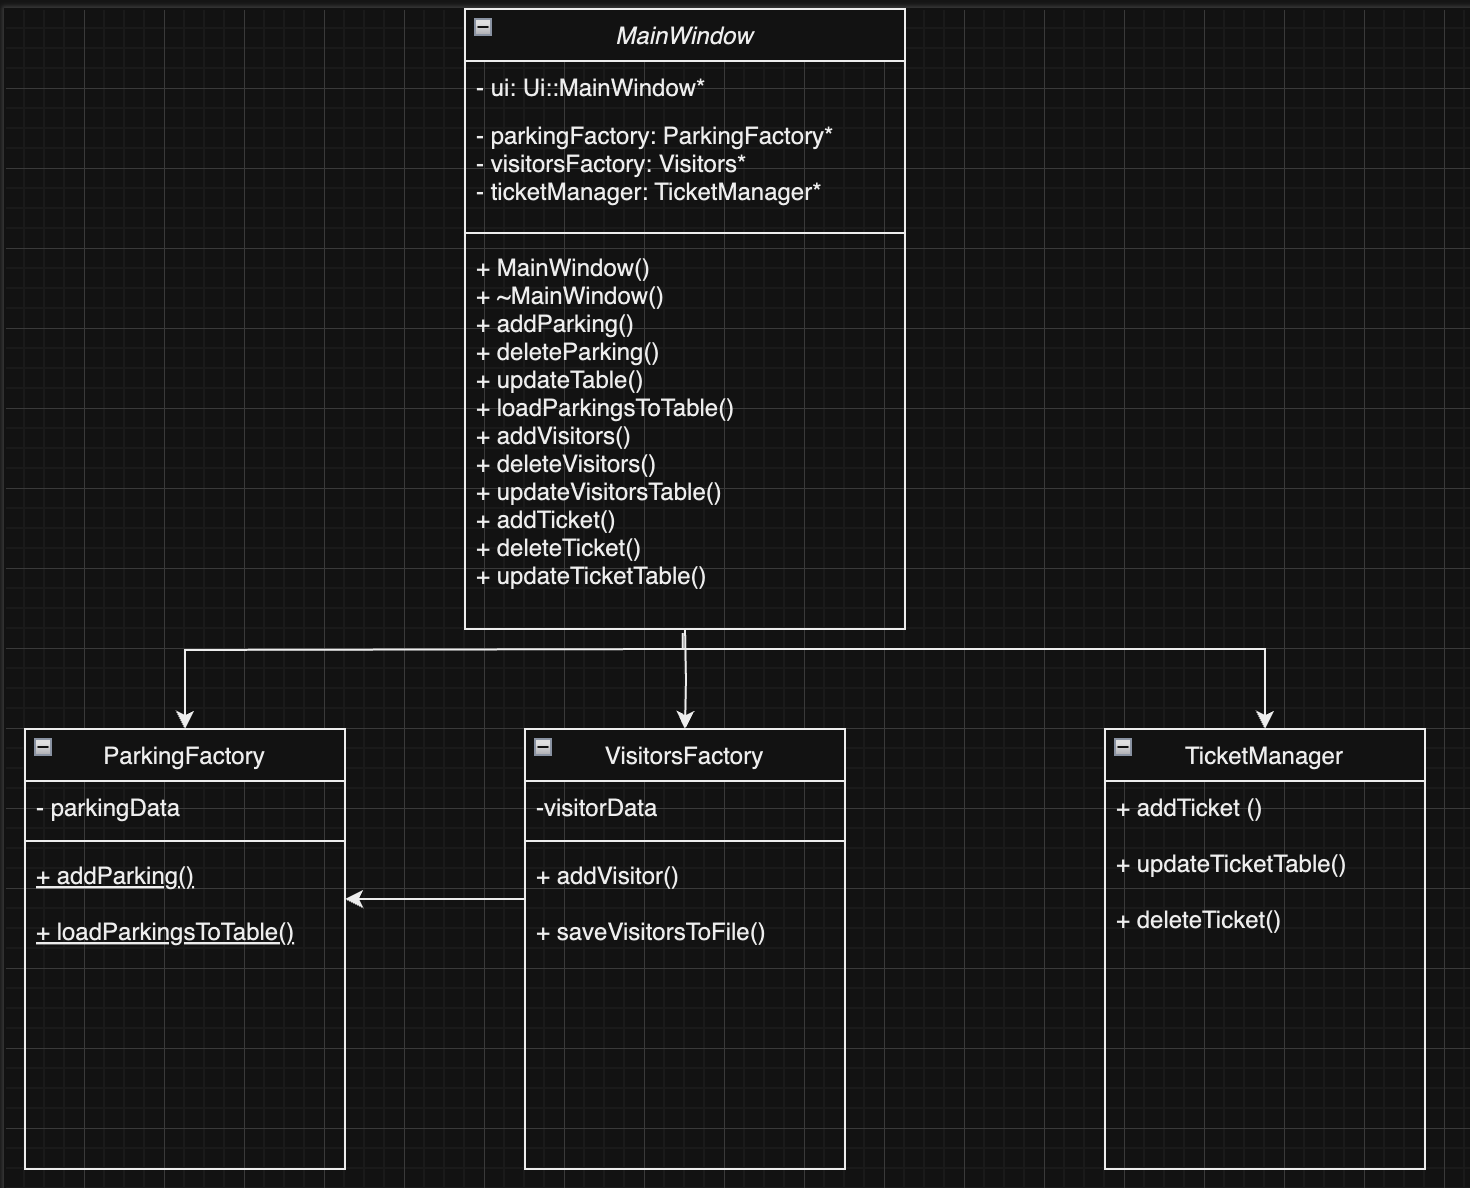 MainWindow
- ui: Ui::MainWindow*
- parkingFactory: ParkingFactory*
- visitorsFactory: Visitors*
- ticketManager: TicketManager*
+ MainWindow()
+ ~MainWindow()
+ addParking()
+ deleteParking()
+ updateTable()
+ loadParkingsToTable()
+ addVisitors()
+ deleteVisitors()
+ updateVisitorsTable()
+ addTicket()
+ deleteTicket()
+ updateTicketTable()
ParkingFactory
- parkingData
+ addParking()
+ loadParkingsToTable()
VisitorsFactory
-visitorData
+ addVisitor()
+ saveVisitorsToFile()
TicketManager
+ addTicket ()
+ updateTicketTable()
+ deleteTicket()